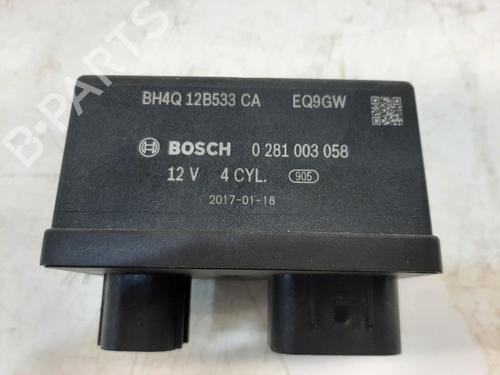 BH4Q 12B533 CA EQ9GW
BOSCH 0 281 003 058
12 V 4 CYL. 905
2017-01-18
B-PARTS